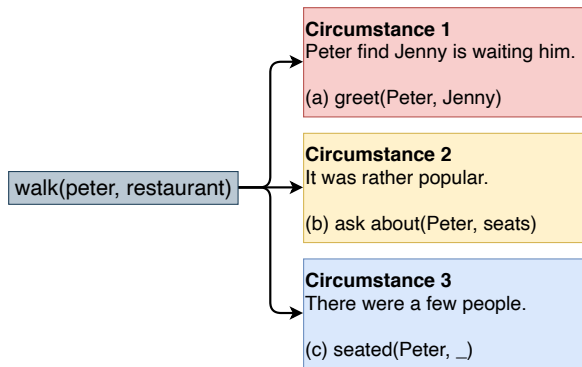 Circumstance 1
Peter find Jenny is waiting him.
(a) greet(Peter, Jenny)
walk(peter, restaurant)
Circumstance 2
It was rather popular.
(b) ask about(Peter, seats)
Circumstance 3
There were a few people.
(c) seated(Peter, _)